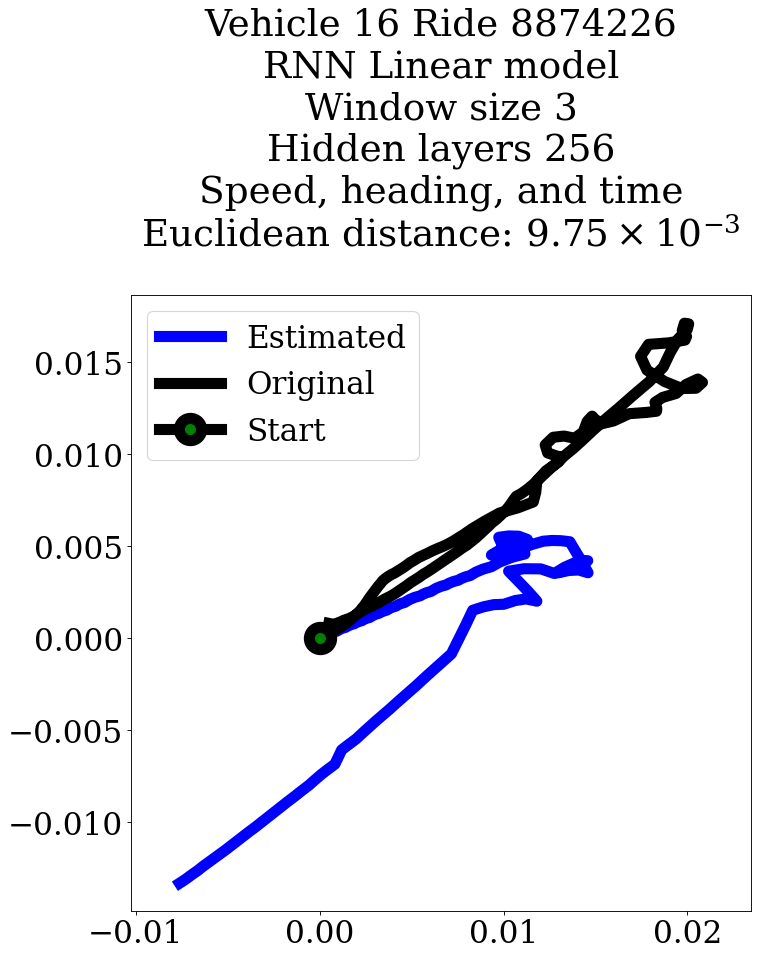 Vehicle 16 Ride 8874226
RNN Linear model
Window size 3
Hidden layers 256
Speed, heading, and time
Euclidean distance: 9.75 × 10⁻³
Estimated
Original
Start
0.015
0.010
0.005
0.000
−0.005
−0.010
−0.01 0.00 0.01 0.02